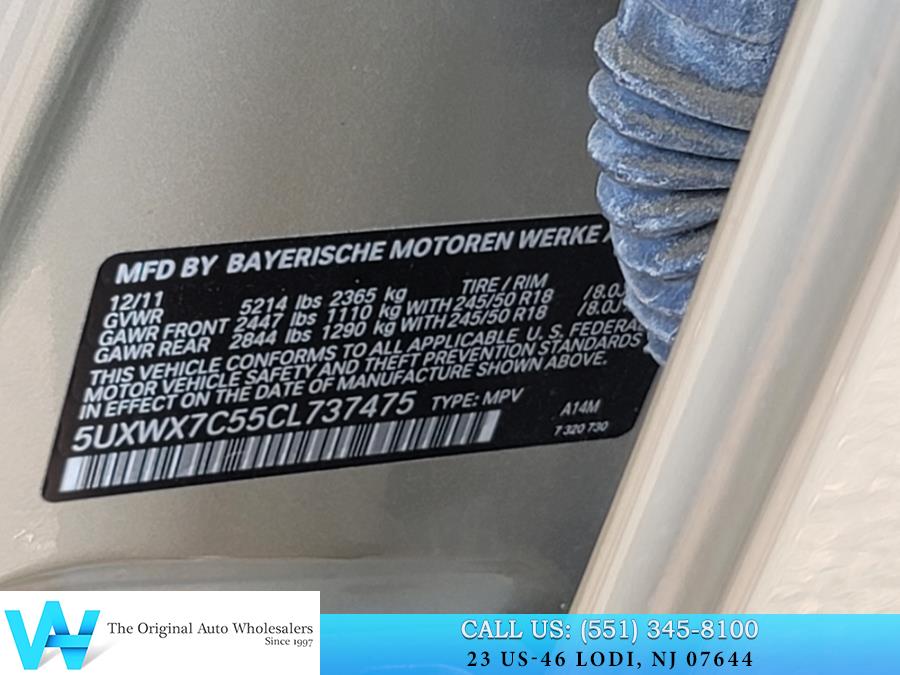 MFD BY BAYERISCHE MOTOREN WERKE
12/11 TIRE / RIM
GVWR 5214 lbs 2365 kg
GAWR FRONT 2447 lbs 1110 kg WITH 245/50 R18
GAWR REAR 2844 lbs 1290 kg WITH 245/50 R18
THIS VEHICLE CONFORMS TO ALL APPLICABLE U.S. FEDERAL
MOTOR VEHICLE SAFETY AND THEFT PREVENTION STANDARDS
IN EFFECT ON THE DATE OF MANUFACTURE SHOWN ABOVE.
5UXWX7C55CL737475 TYPE: MPV
A14M
7 320 730
The Original Auto Wholesalers
Since 1997
CALL US: (551) 345-8100
23 US-46 LODI, NJ 07644